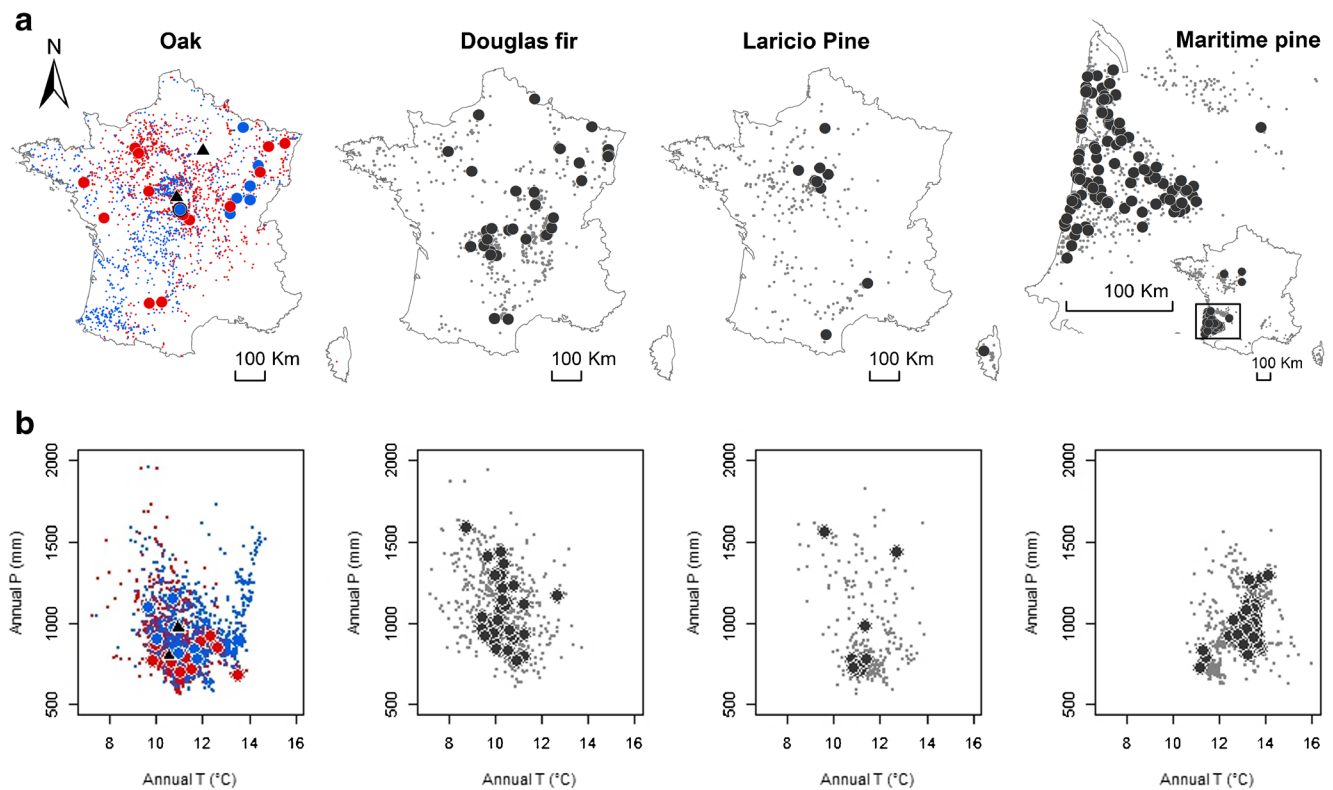 a
N
Oak
Douglas fir
Laricio Pine
Maritime pine
100 Km
100 Km
100 Km
100 Km
100 Km
b
2000
1500
1000
500
Annual P (mm)
8 10 12 14 16
Annual T (°C)
2000
1500
1000
500
Annual P (mm)
8 10 12 14 16
Annual T (°C)
2000
1500
1000
500
Annual P (mm)
8 10 12 14 16
Annual T (°C)
2000
1500
1000
500
Annual P (mm)
8 10 12 14 16
Annual T (°C)